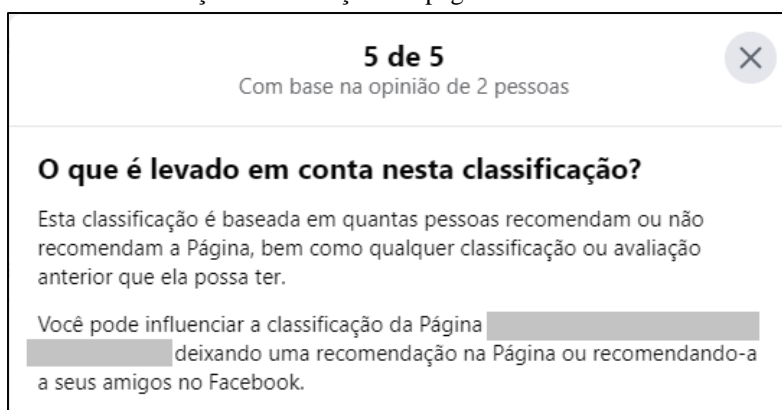 5 de 5
Com base na opinião de 2 pessoas
O que é levado em conta nesta classificação?
Esta classificação é baseada em quantas pessoas recomendam ou não
recomendam a Página, bem como qualquer classificação ou avaliação
anterior que ela possa ter.
Você pode influenciar a classificação da Página
deixando uma recomendação na Página ou recomendando-a
a seus amigos no Facebook.